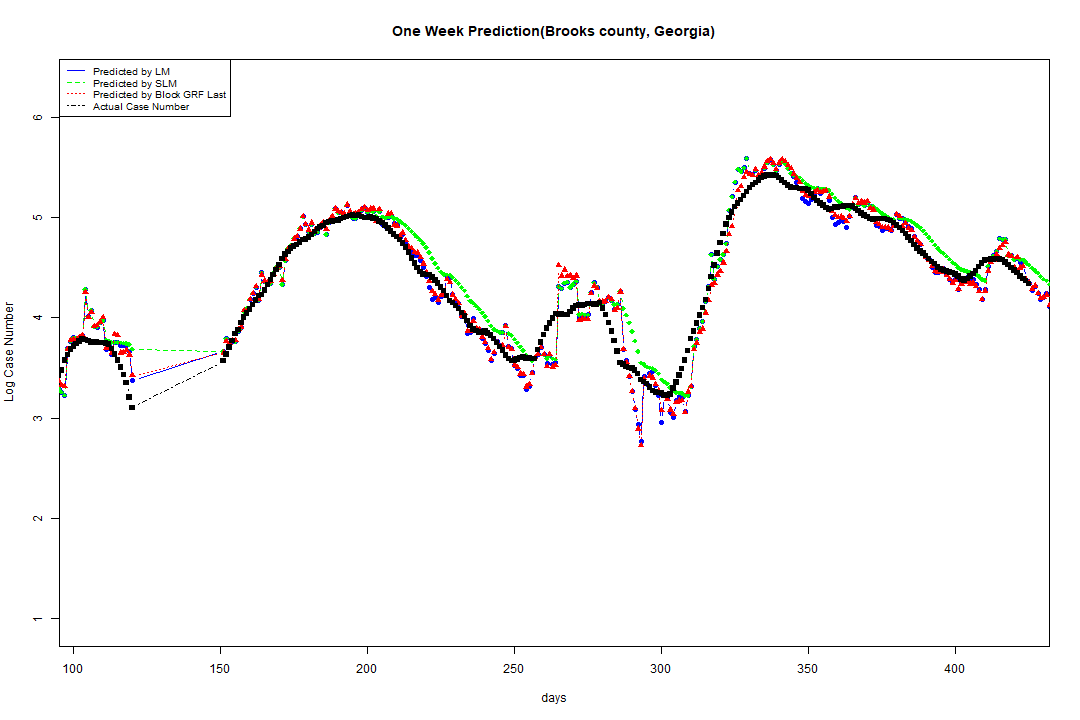 One Week Prediction(Brooks county, Georgia)
Predicted by LM
Predicted by SLM
Predicted by Block GRF Last
Actual Case Number
Log Case Number
6
5
4
3
2
1
100 150 200 250 300 350 400
days